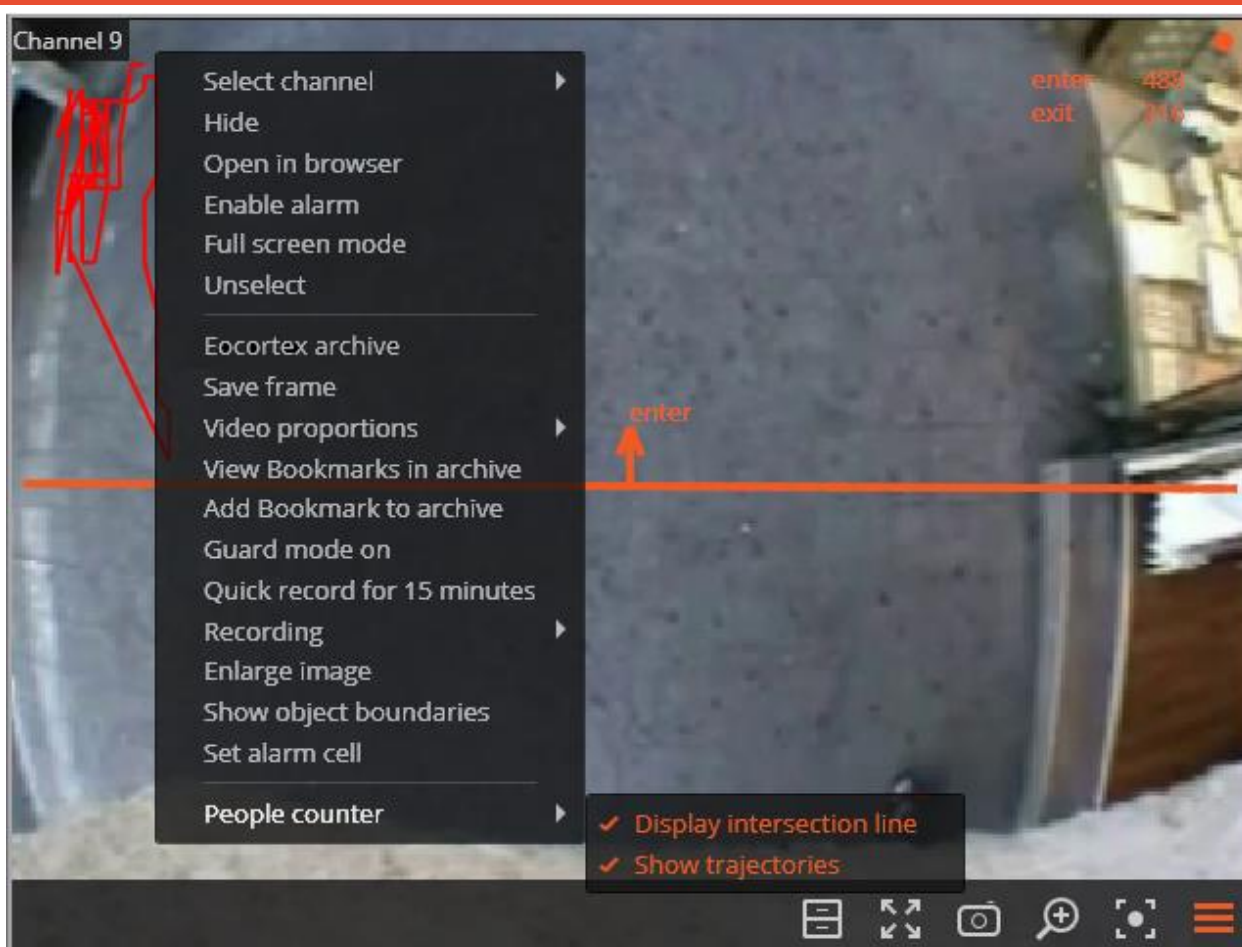 Channel 9
enter 489
exit 316
Select channel
Hide
Open in browser
Enable alarm
Full screen mode
Unselect
Eocortex archive
Save frame
Video proportions
enter
View Bookmarks in archive
Add Bookmark to archive
Guard mode on
Quick record for 15 minutes
Recording
Enlarge image
Show object boundaries
Set alarm cell
People counter
Display intersection line
Show trajectories